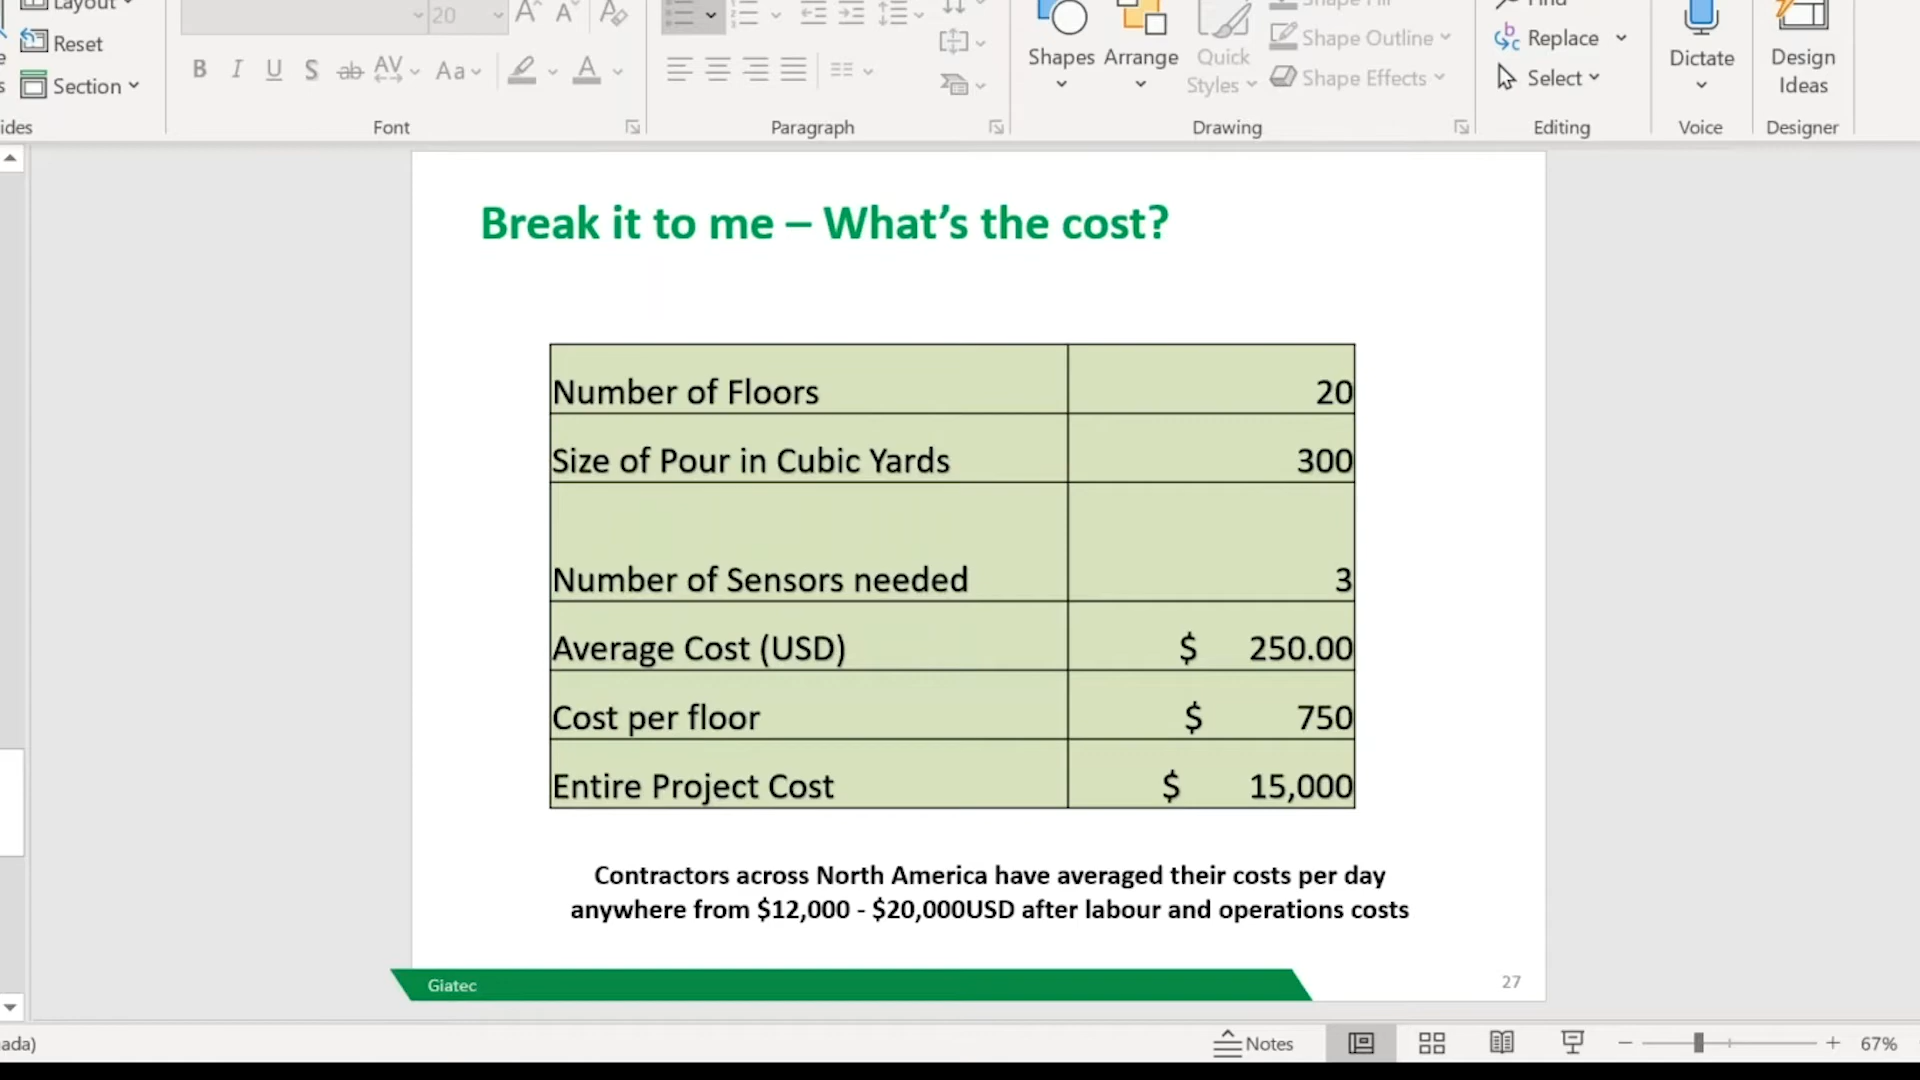 Layout
Reset
Section
20
B I U S ab AV Aa A
Font
Paragraph
Shapes
Arrange
Quick
Styles
Shape Fill
Shape Outline
Shape Effects
Drawing
Find
Replace
Select
Editing
Dictate
Voice
Design
Ideas
Designer
Break it to me – What’s the cost?
Number of Floors 20
Size of Pour in Cubic Yards 300
Number of Sensors needed 3
Average Cost (USD) $ 250.00
Cost per floor $ 750
Entire Project Cost $ 15,000
Contractors across North America have averaged their costs per day
anywhere from $12,000 - $20,000USD after labour and operations costs
Giatec
27
ada)
Notes
67%